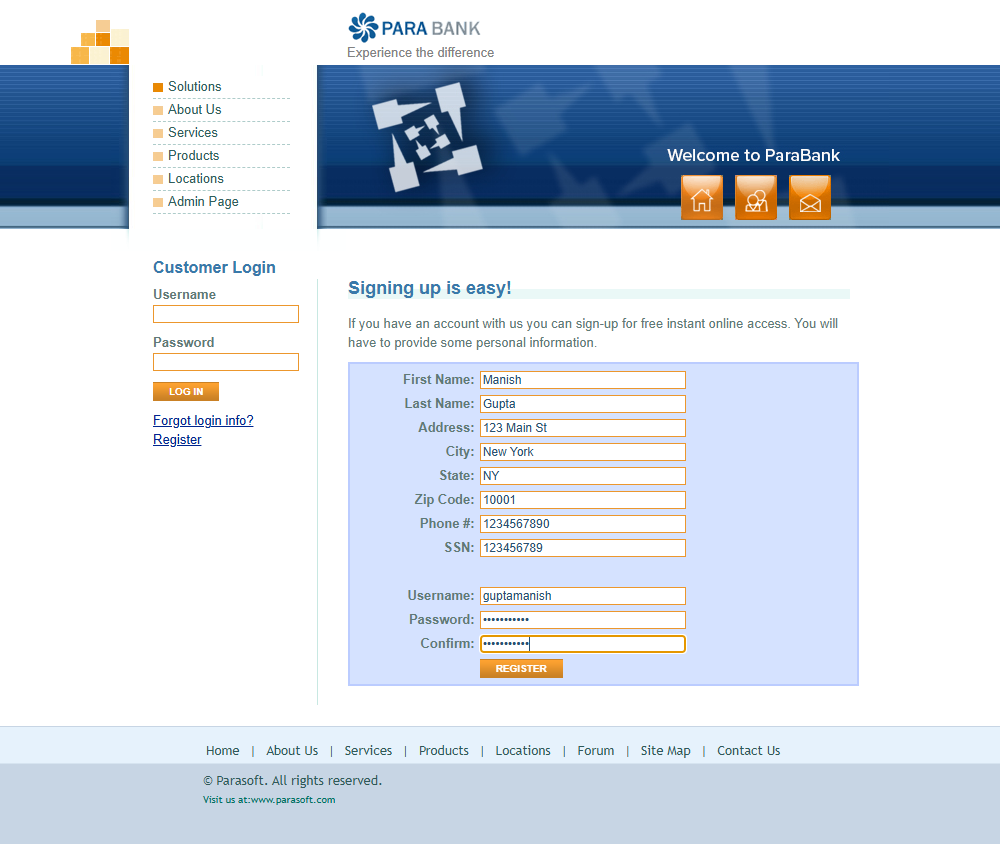 PARA BANK
Experience the difference
Solutions
About Us
Services
Products
Locations
Admin Page
Welcome to ParaBank
Customer Login
Username
Password
LOG IN
Forgot login info?
Register
Signing up is easy!
If you have an account with us you can sign-up for free instant online access. You will
have to provide some personal information.
First Name: Manish
Last Name: Gupta
Address: 123 Main St
City: New York
State: NY
Zip Code: 10001
Phone #: 1234567890
SSN: 123456789
Username: guptamanish
Password: •••••••••••
Confirm: •••••••••••
REGISTER
Home | About Us | Services | Products | Locations | Forum | Site Map | Contact Us
© Parasoft. All rights reserved.
Visit us at:www.parasoft.com